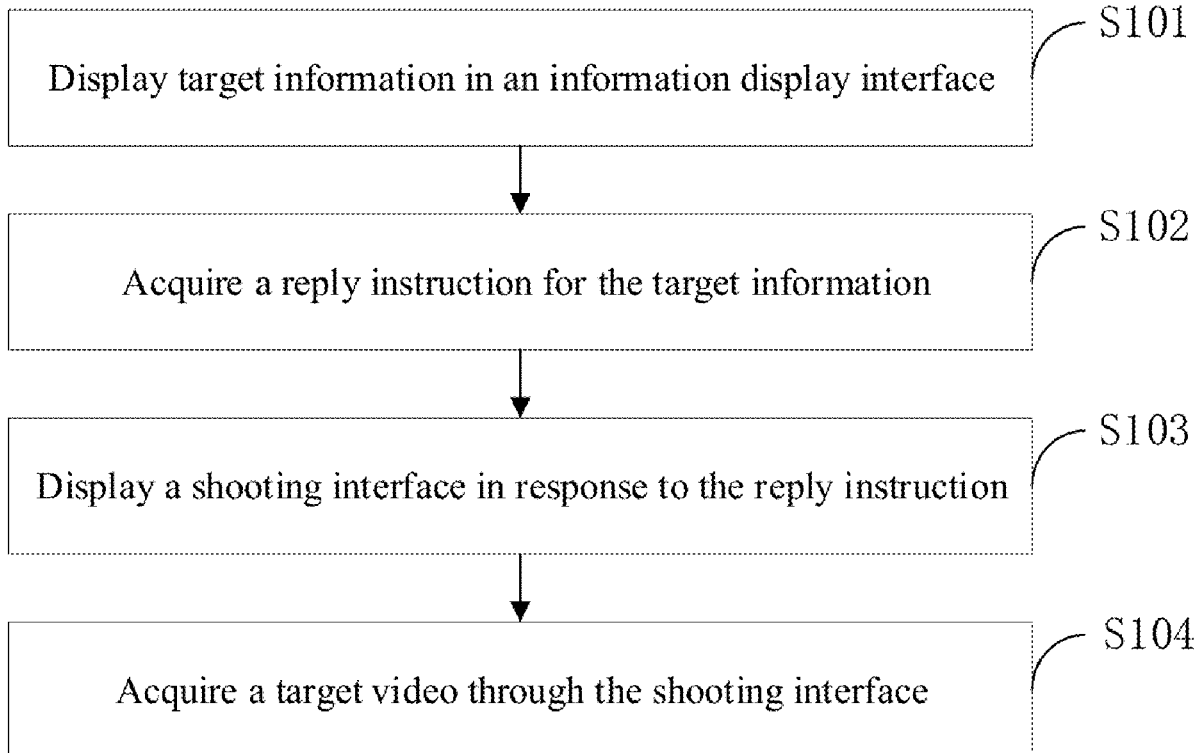 S101
Display target information in an information display interface
S102
Acquire a reply instruction for the target information
S103
Display a shooting interface in response to the reply instruction
S104
Acquire a target video through the shooting interface